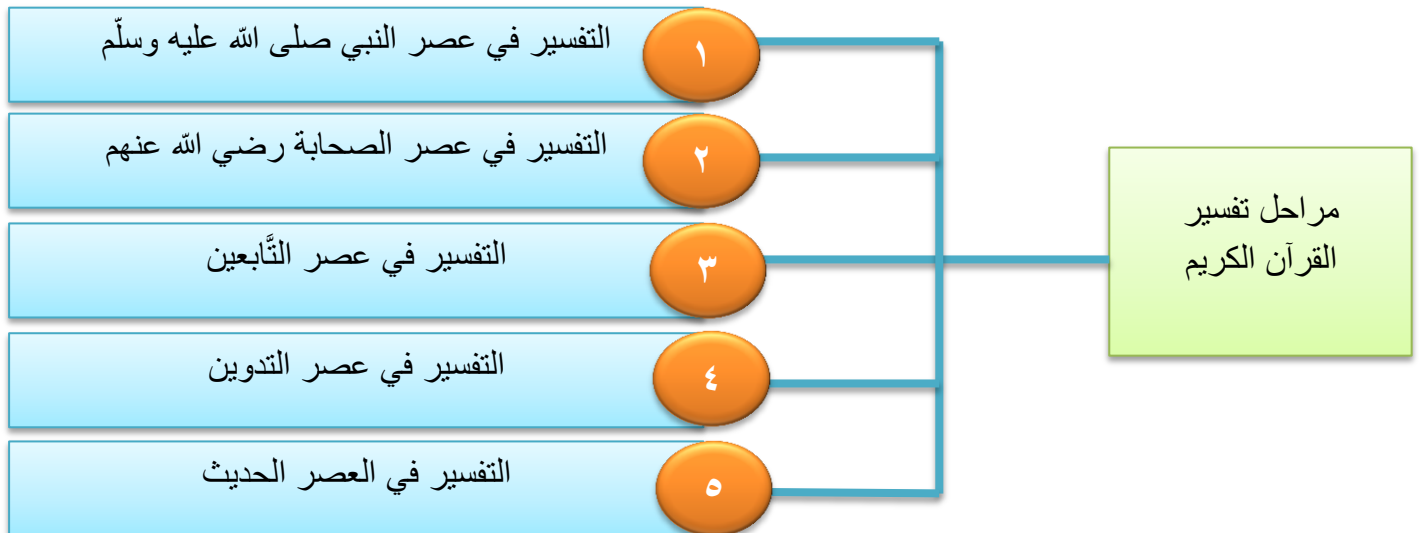 مراحل تفسير
القرآن الكريم
١
التفسير في عصر النبي صلى الله عليه وسلّم
٢
التفسير في عصر الصحابة رضي الله عنهم
٣
التفسير في عصر التَّابعين
٤
التفسير في عصر التدوين
٥
التفسير في العصر الحديث